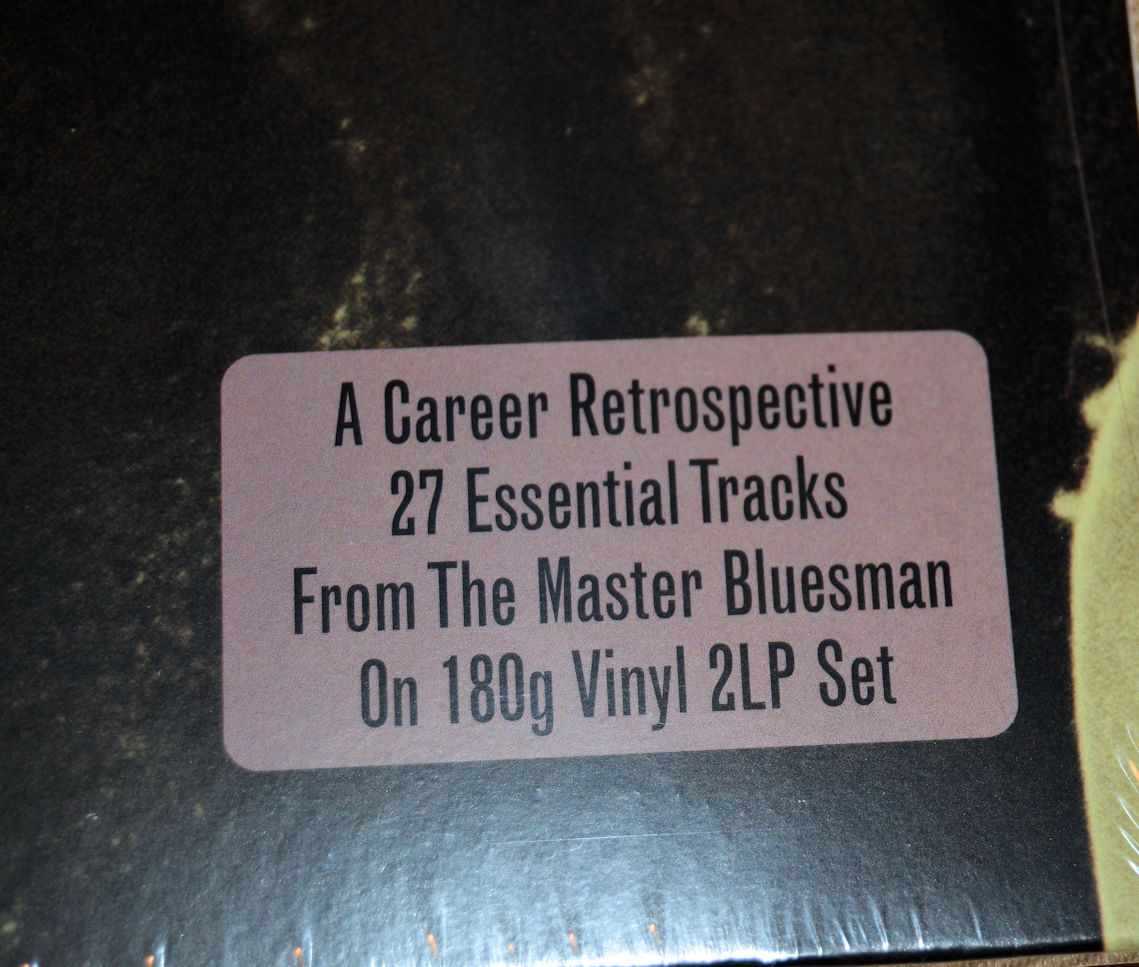 A Career Retrospective
27 Essential Tracks
From The Master Bluesman
On 180g Vinyl 2LP Set